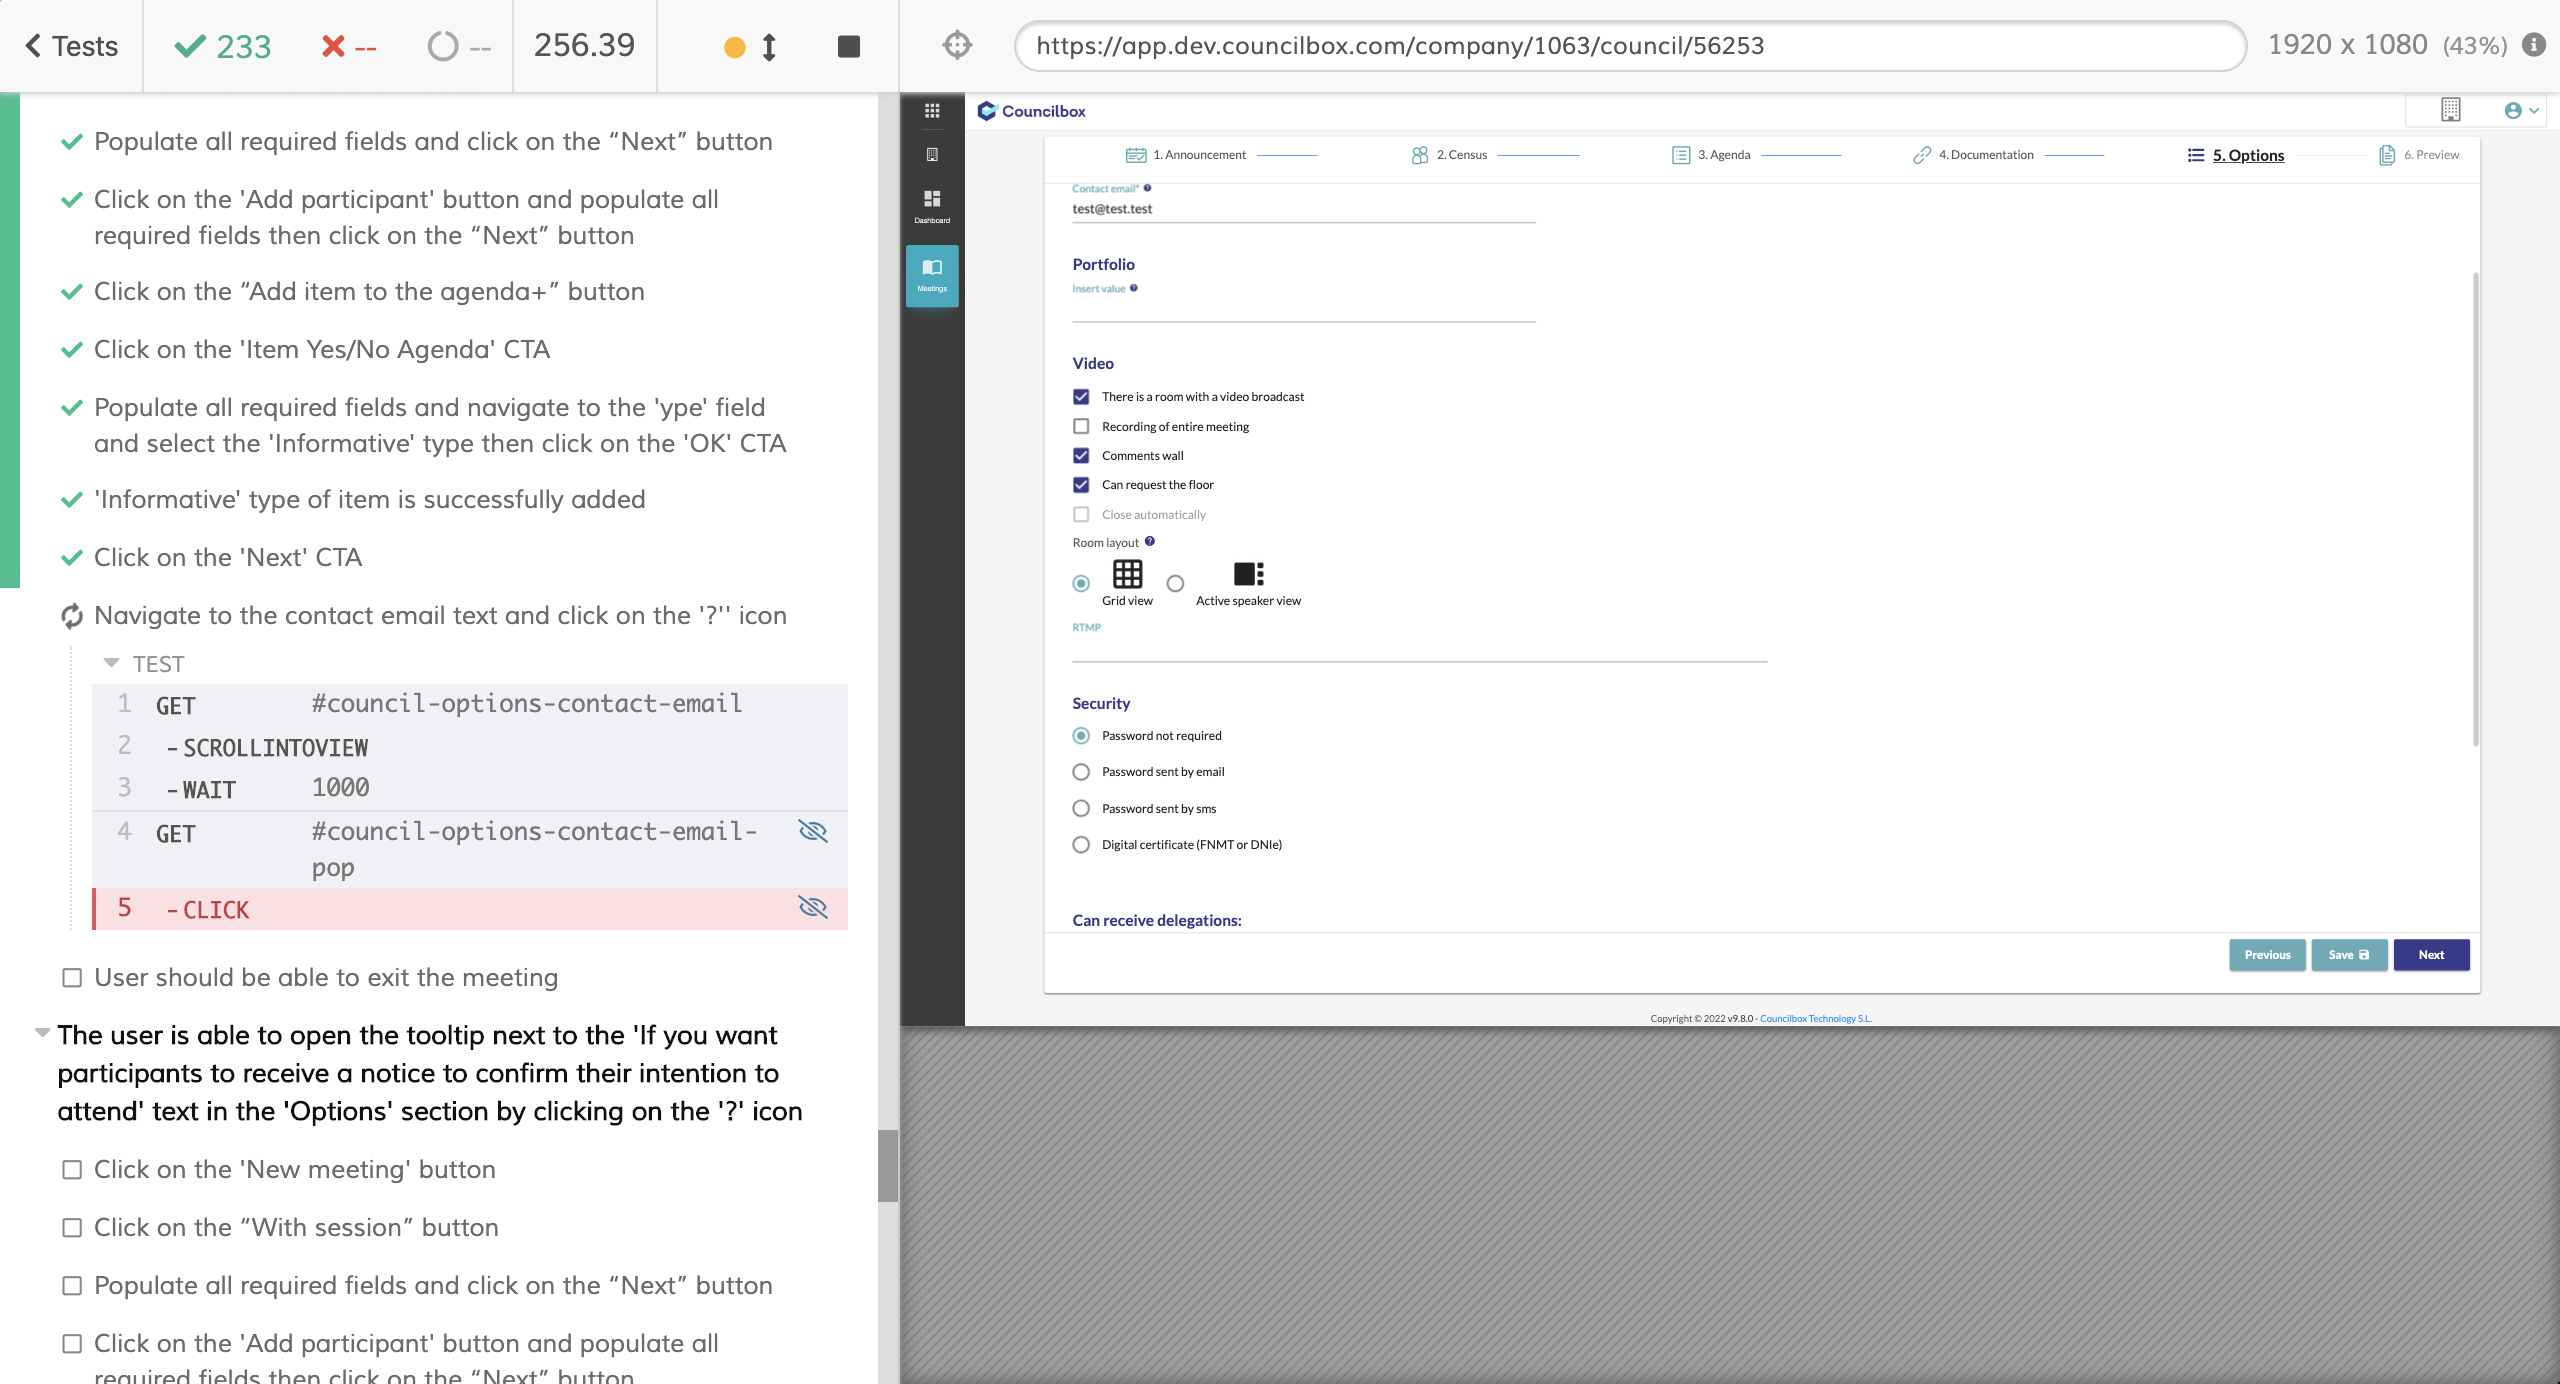 Tests
233
--
--
256.39
https://app.dev.councilbox.com/company/1063/council/56253
1920 x 1080 (43%)
Populate all required fields and click on the “Next” button
Click on the 'Add participant' button and populate all
required fields then click on the “Next” button
Click on the “Add item to the agenda+” button
Click on the 'Item Yes/No Agenda' CTA
Populate all required fields and navigate to the 'ype' field
and select the 'Informative' type then click on the 'OK' CTA
'Informative' type of item is successfully added
Click on the 'Next' CTA
Navigate to the contact email text and click on the '?'' icon
TEST
1 GET #council-options-contact-email
2 -SCROLLINTOVIEW
3 -WAIT 1000
4 GET #council-options-contact-email-
pop
5 -CLICK
User should be able to exit the meeting
The user is able to open the tooltip next to the 'If you want
participants to receive a notice to confirm their intention to
attend' text in the 'Options' section by clicking on the '?' icon
Click on the 'New meeting' button
Click on the “With session” button
Populate all required fields and click on the “Next” button
Click on the 'Add participant' button and populate all
required fields then click on the “Next” button
Dashboard
Meetings
Councilbox
1. Announcement
2. Census
3. Agenda
4. Documentation
5. Options
6. Preview
Contact email* ?
test@test.test
Portfolio
Insert value ?
Video
There is a room with a video broadcast
Recording of entire meeting
Comments wall
Can request the floor
Close automatically
Room layout ?
Grid view
Active speaker view
RTMP
Security
Password not required
Password sent by email
Password sent by sms
Digital certificate (FNMT or DNIe)
Can receive delegations:
Previous
Save
Next
Copyright © 2022 v9.8.0 - Councilbox Technology S.L.